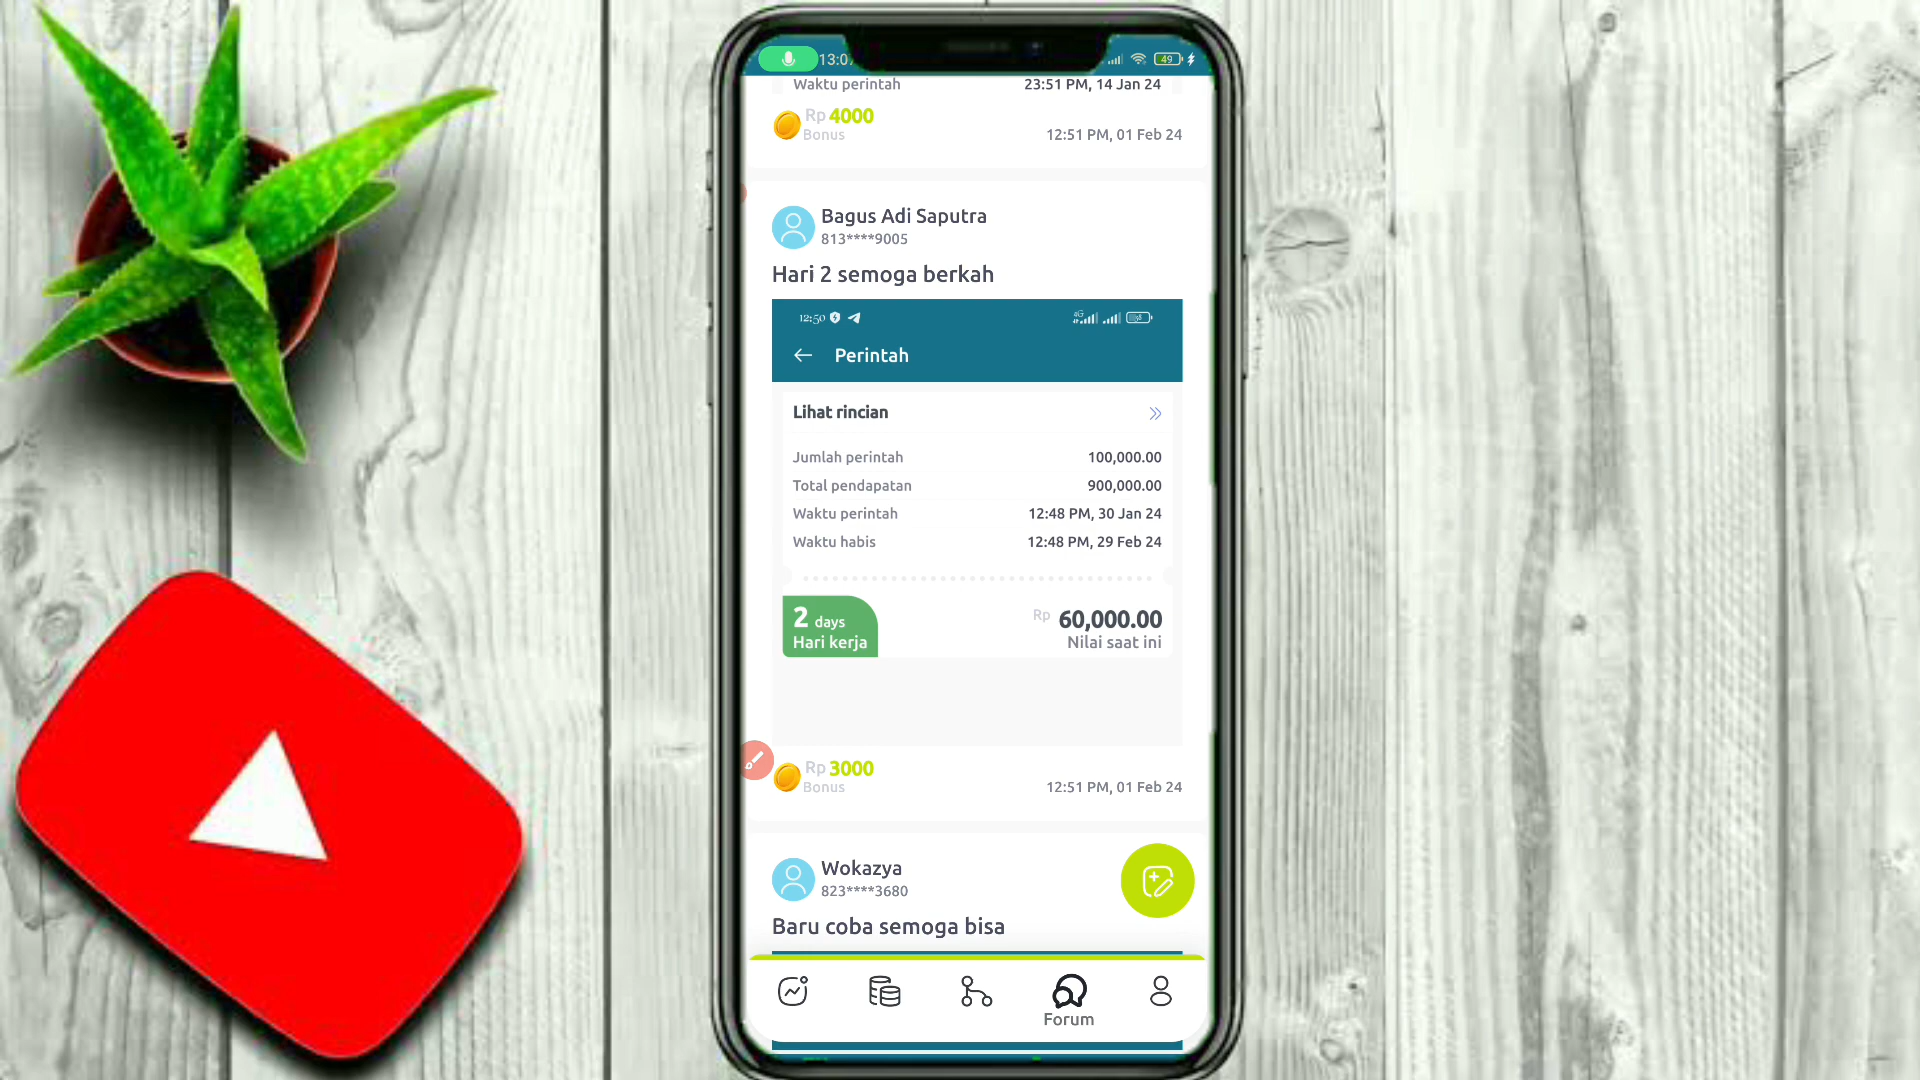 13:07
49
Waktu perintah 23:51 PM, 14 Jan 24
Rp 4000
Bonus 12:51 PM, 01 Feb 24
Bagus Adi Saputra
813****9005
Hari 2 semoga berkah
12:50 4G 58
Perintah
Lihat rincian
Jumlah perintah 100,000.00
Total pendapatan 900,000.00
Waktu perintah 12:48 PM, 30 Jan 24
Waktu habis 12:48 PM, 29 Feb 24
2 days Rp 60,000.00
Hari kerja Nilai saat ini
Rp 3000
Bonus 12:51 PM, 01 Feb 24
Wokazya
823****3680
Baru coba semoga bisa
Forum